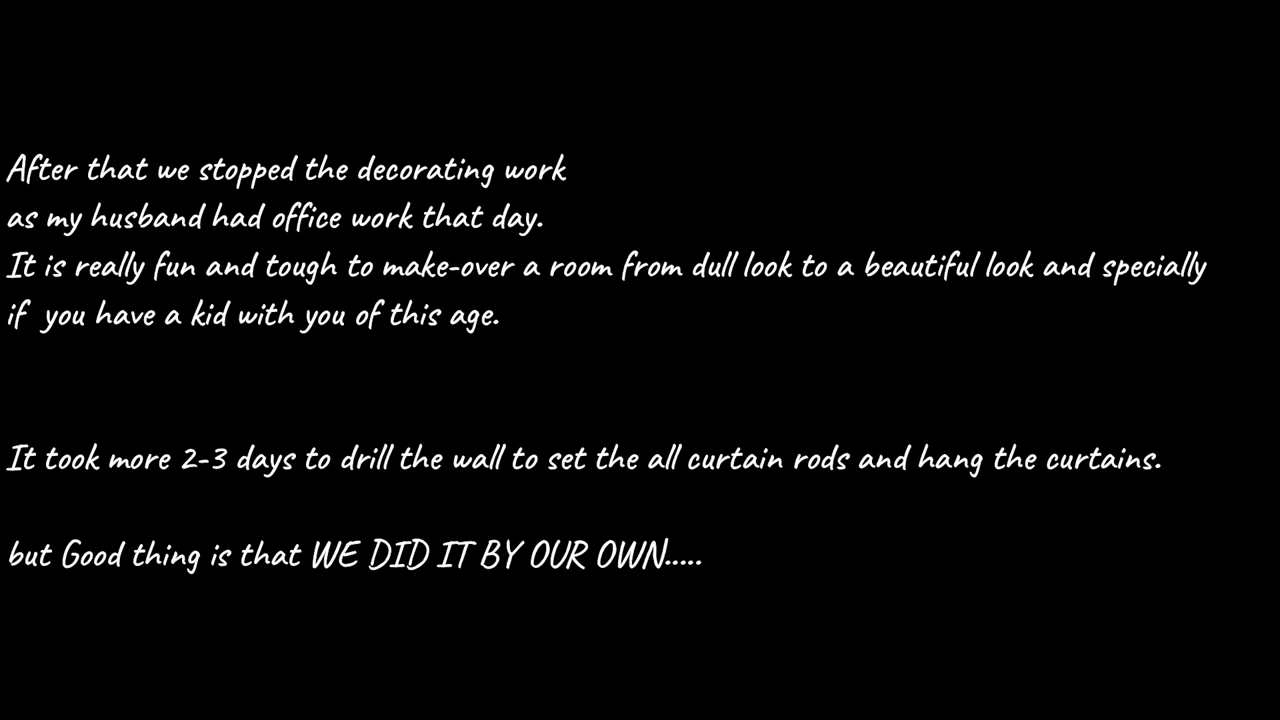 After that we stopped the decorating work
as my husband had office work that day.
It is really fun and tough to make-over a room from dull look to a beautiful look and specially
if you have a kid with you of this age.
It took more 2-3 days to drill the wall to set the all curtain rods and hang the curtains.
but Good thing is that WE DID IT BY OUR OWN.....